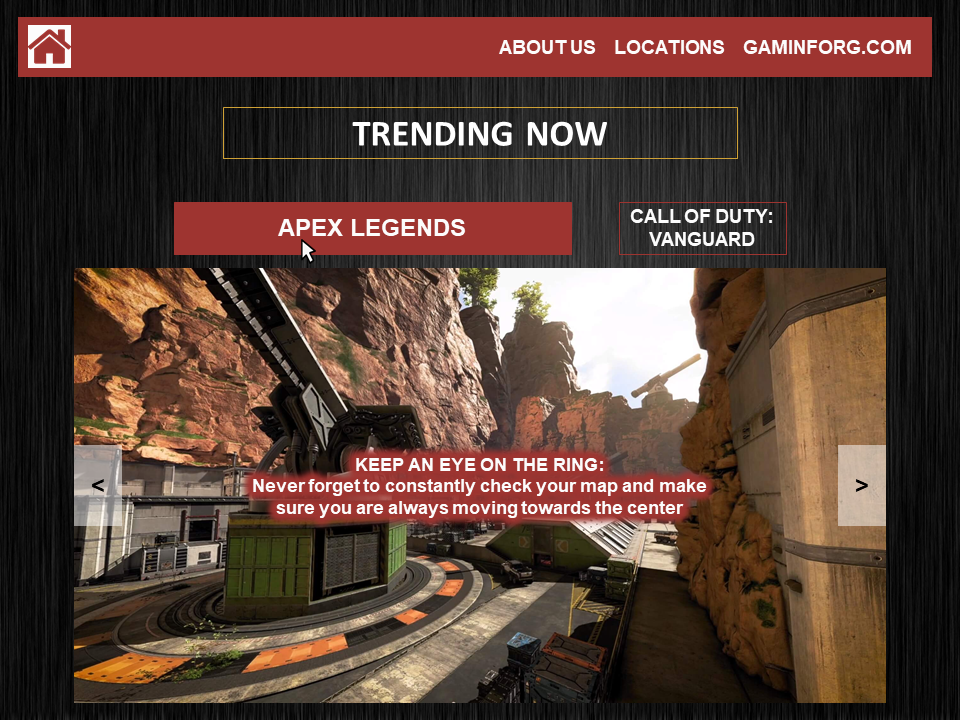 ABOUT US LOCATIONS GAMINFORG.COM
TRENDING NOW
APEX LEGENDS
CALL OF DUTY:
VANGUARD
KEEP AN EYE ON THE RING:
Never forget to constantly check your map and make
sure you are always moving towards the center
< >